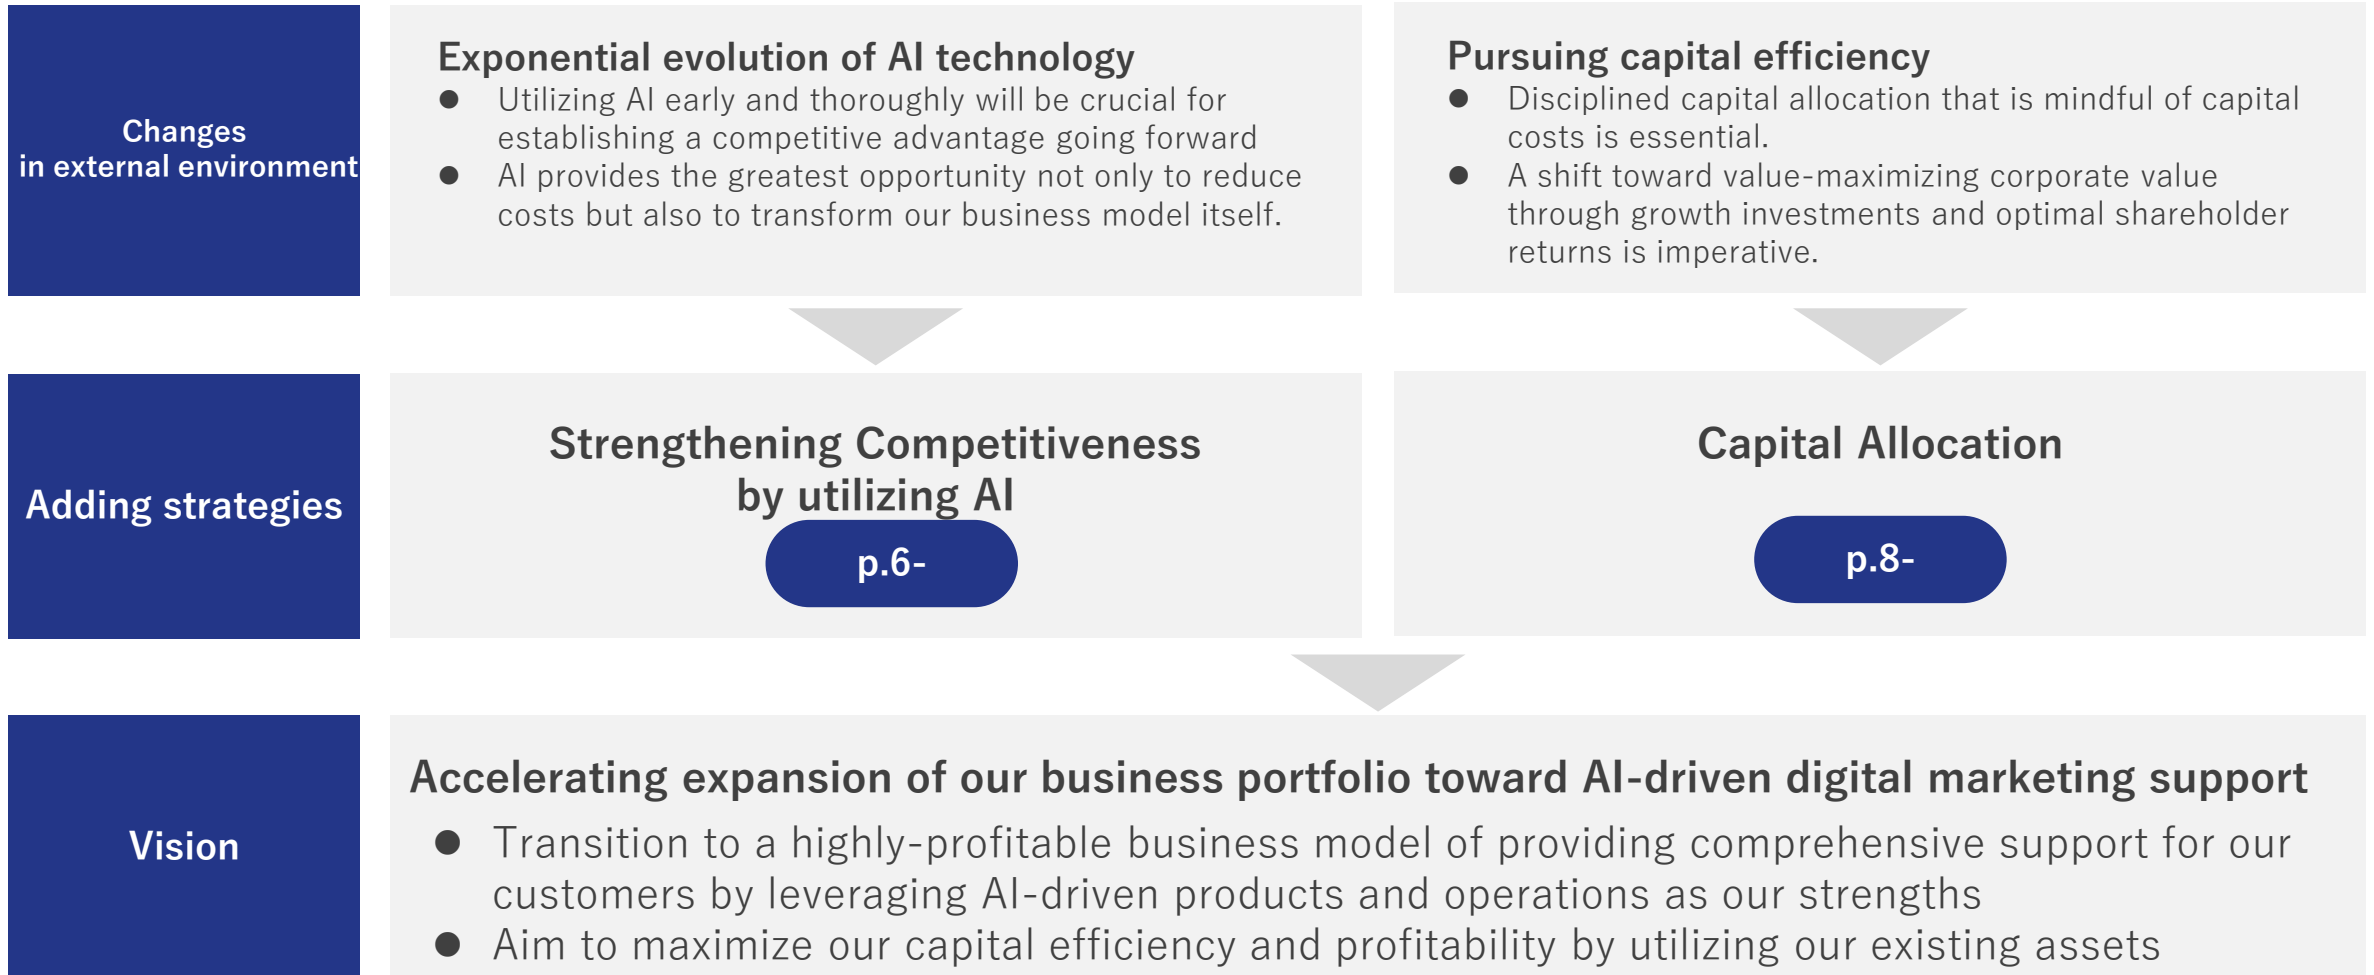 Changes
in external environment
Exponential evolution of AI technology
● Utilizing AI early and thoroughly will be crucial for
establishing a competitive advantage going forward
● AI provides the greatest opportunity not only to reduce
costs but also to transform our business model itself.
Pursuing capital efficiency
● Disciplined capital allocation that is mindful of capital
costs is essential.
● A shift toward value-maximizing corporate value
through growth investments and optimal shareholder
returns is imperative.
Adding strategies
Strengthening Competitiveness
by utilizing AI
p.6-
Capital Allocation
p.8-
Vision
Accelerating expansion of our business portfolio toward AI-driven digital marketing support
● Transition to a highly-profitable business model of providing comprehensive support for our
customers by leveraging AI-driven products and operations as our strengths
● Aim to maximize our capital efficiency and profitability by utilizing our existing assets